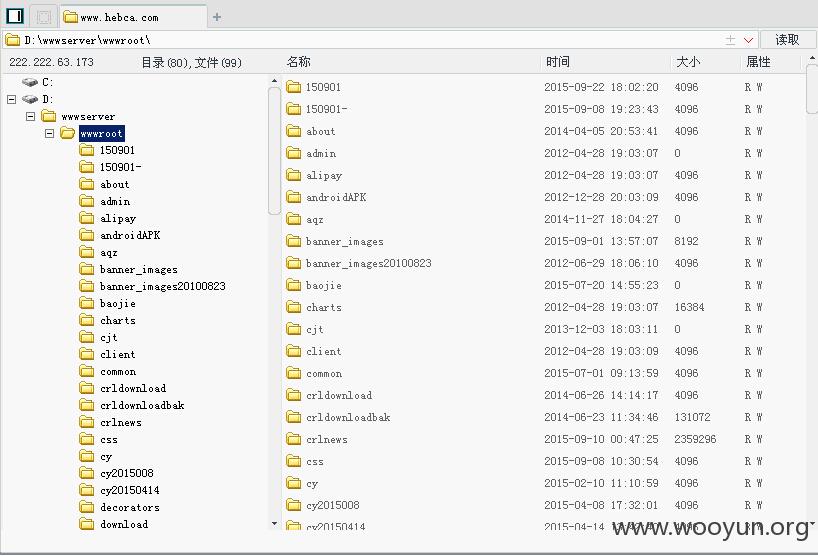 www.hebca.com
D:\wwwserver\wwwroot\ 读取
222.222.63.173 目录(80),文件(99) 名称 时间 大小 属性
C:
D:
wwwserver
wwwroot
150901
150901-
about
admin
alipay
androidAPK
aqz
banner_images
banner_images20100823
baojie
charts
cjt
client
common
crldownload
crldownloadbak
crlnews
css
cy
cy2015008
cy20150414
decorators
download
150901 2015-09-22 18:02:20 4096 R W
150901- 2015-09-08 19:23:43 4096 R W
about 2014-04-05 20:53:41 4096 R W
admin 2012-04-28 19:03:07 0 R W
alipay 2012-04-28 19:03:07 4096 R W
androidAPK 2012-12-28 20:03:09 4096 R W
aqz 2014-11-27 18:04:27 0 R W
banner_images 2015-09-01 13:57:07 8192 R W
banner_images20100823 2012-06-29 18:06:10 4096 R W
baojie 2015-07-20 14:55:23 0 R W
charts 2012-04-28 19:03:07 16384 R W
cjt 2013-12-03 18:03:11 0 R W
client 2012-04-28 19:03:09 4096 R W
common 2015-07-01 09:13:59 4096 R W
crldownload 2014-06-26 14:14:17 4096 R W
crldownloadbak 2014-06-23 11:34:46 131072 R W
crlnews 2015-09-10 00:47:25 2359296 R W
css 2015-09-08 10:30:54 4096 R W
cy 2015-02-10 11:10:59 4096 R W
cy2015008 2015-04-08 17:32:01 4096 R W
cy20150414 2015-04-14 R W
www.wooyun.org